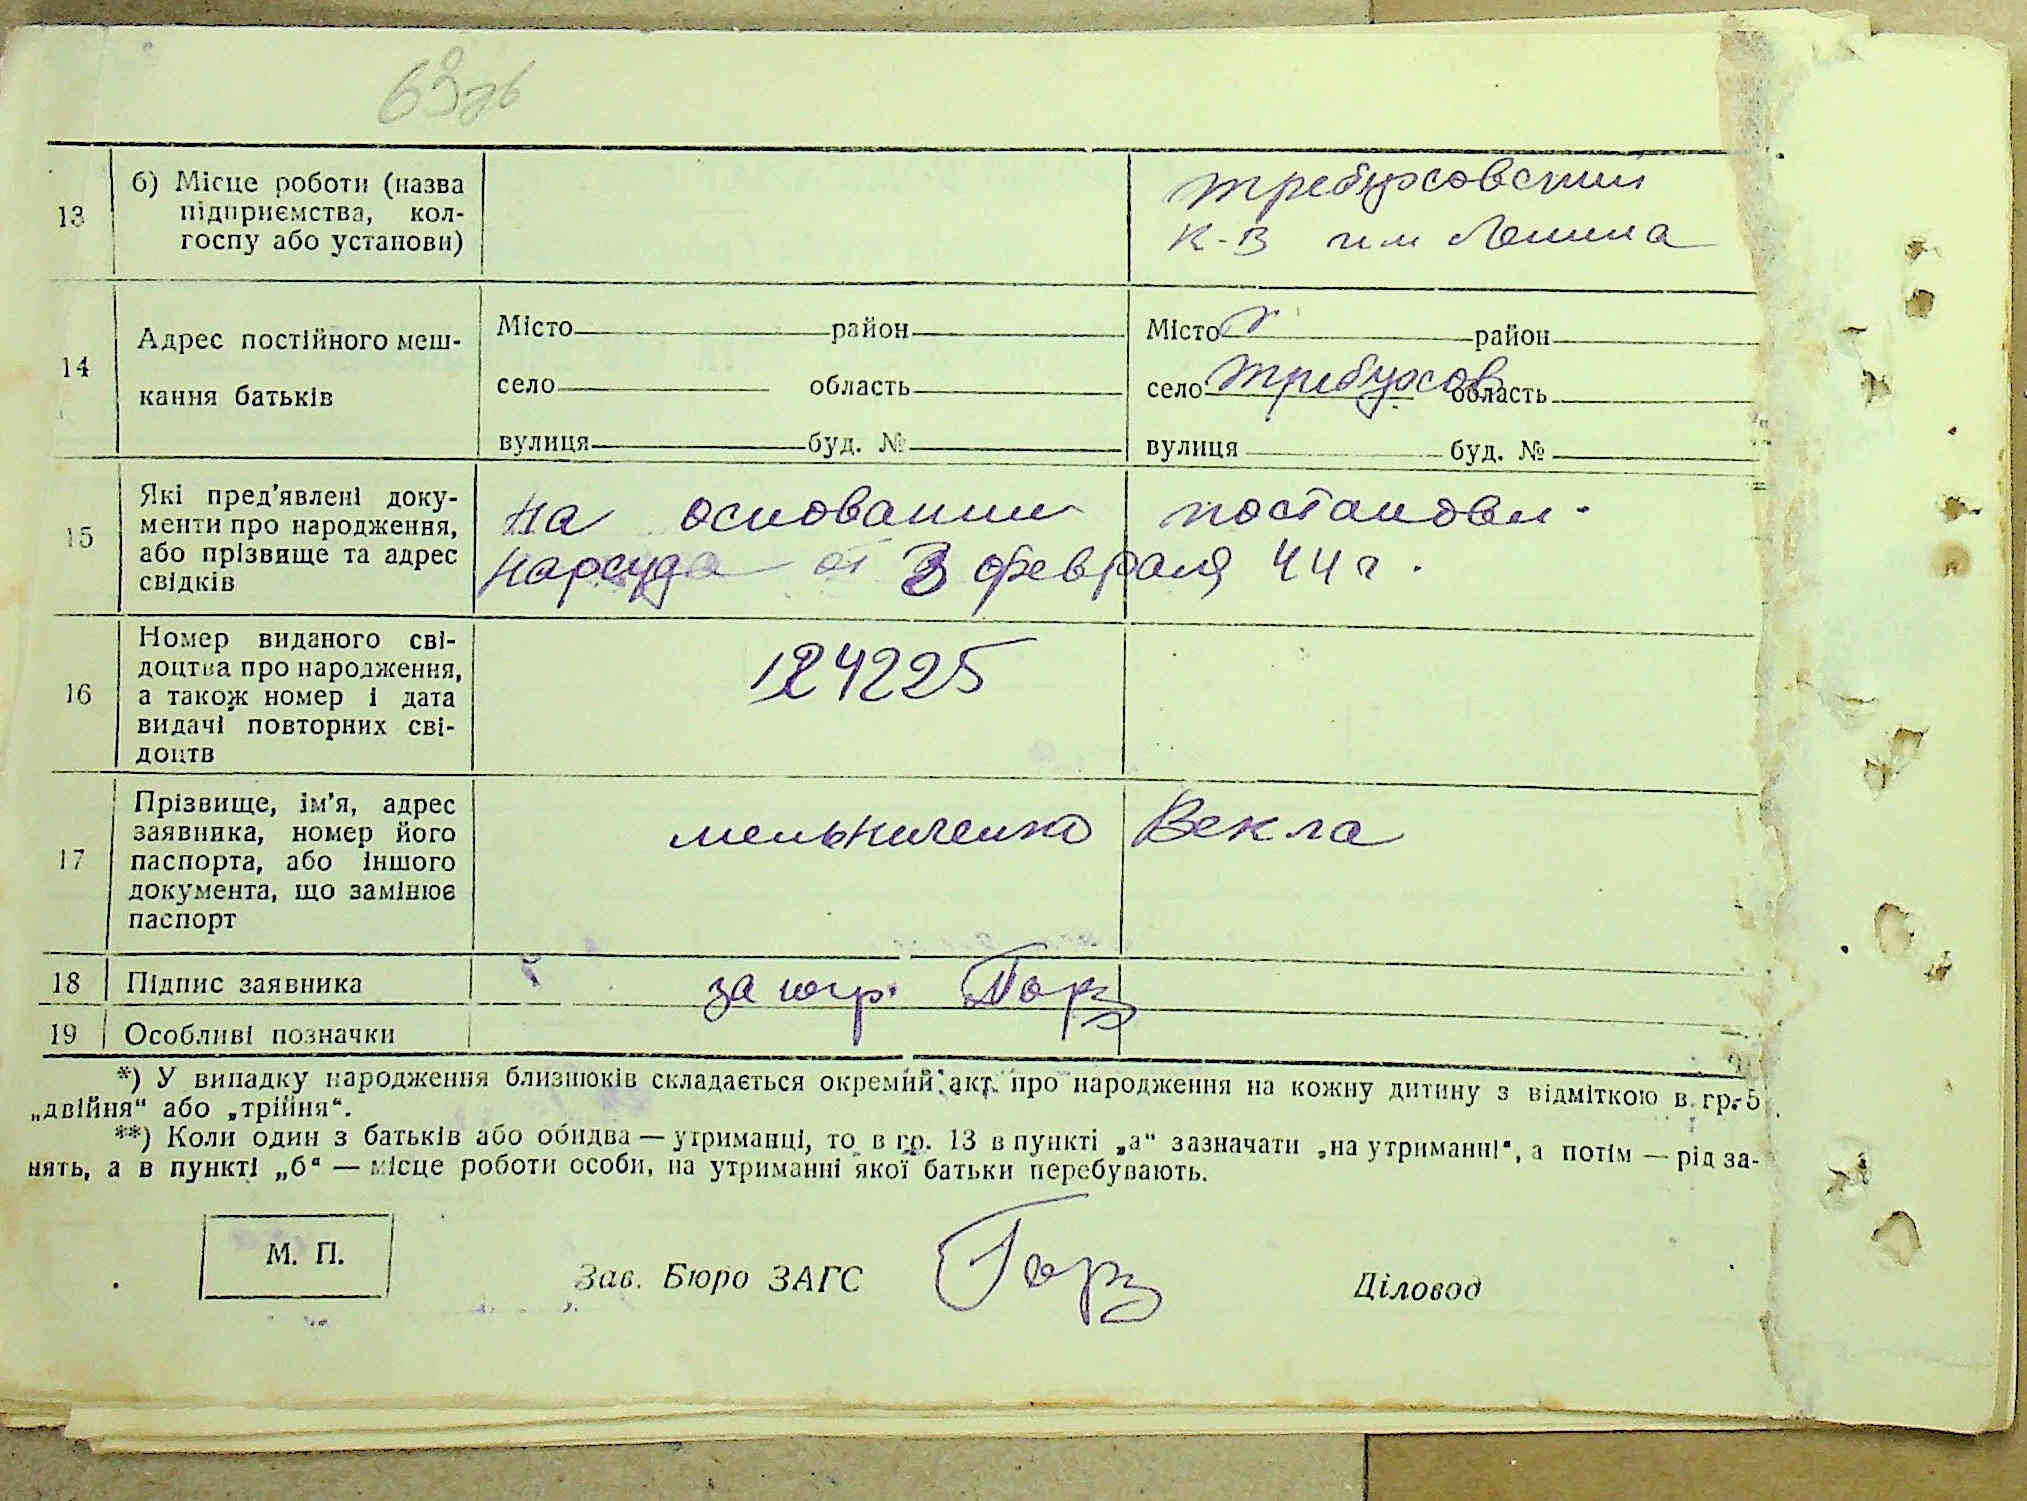 63зв
13
б) Місце роботи (назва
підприємства, кол-
госпу або установи)
Требусовский
к-в им Ленина
14
Адрес постійного меш-
кання батьків
Місто район
село область
вулиця буд. №
Місто район
село Требусов область
вулиця буд. №
15
Які пред'явлені доку-
менти про народження,
або прізвище та адрес
свідків
на основании постанови.
нарсуда от 3 февраля 44 г.
16
Номер виданого сві-
доцтва про народження,
а також номер і дата
видачі повторних сві-
доцтв
124225
17
Прізвище, ім'я, адрес
заявника, номер його
паспорта, або іншого
документа, що замінює
паспорт
мельниченко Векла
18
Підпис заявника
за негр. Горз
19
Особливі позначки
*) У випадку народження близнюків складається окремий акт про народження на кожну дитину з відміткою в гр. 5
„двійня“ або „трійня“.
**) Коли один з батьків або обидва — утриманці, то в гр. 13 в пункті „а“ зазначати „на утриманні“, а потім — рід за-
нять, а в пункті „б“ — місце роботи особи, на утриманні якої батьки перебувають.
М. П.
Зав. Бюро ЗАГС
Горз
Діловод